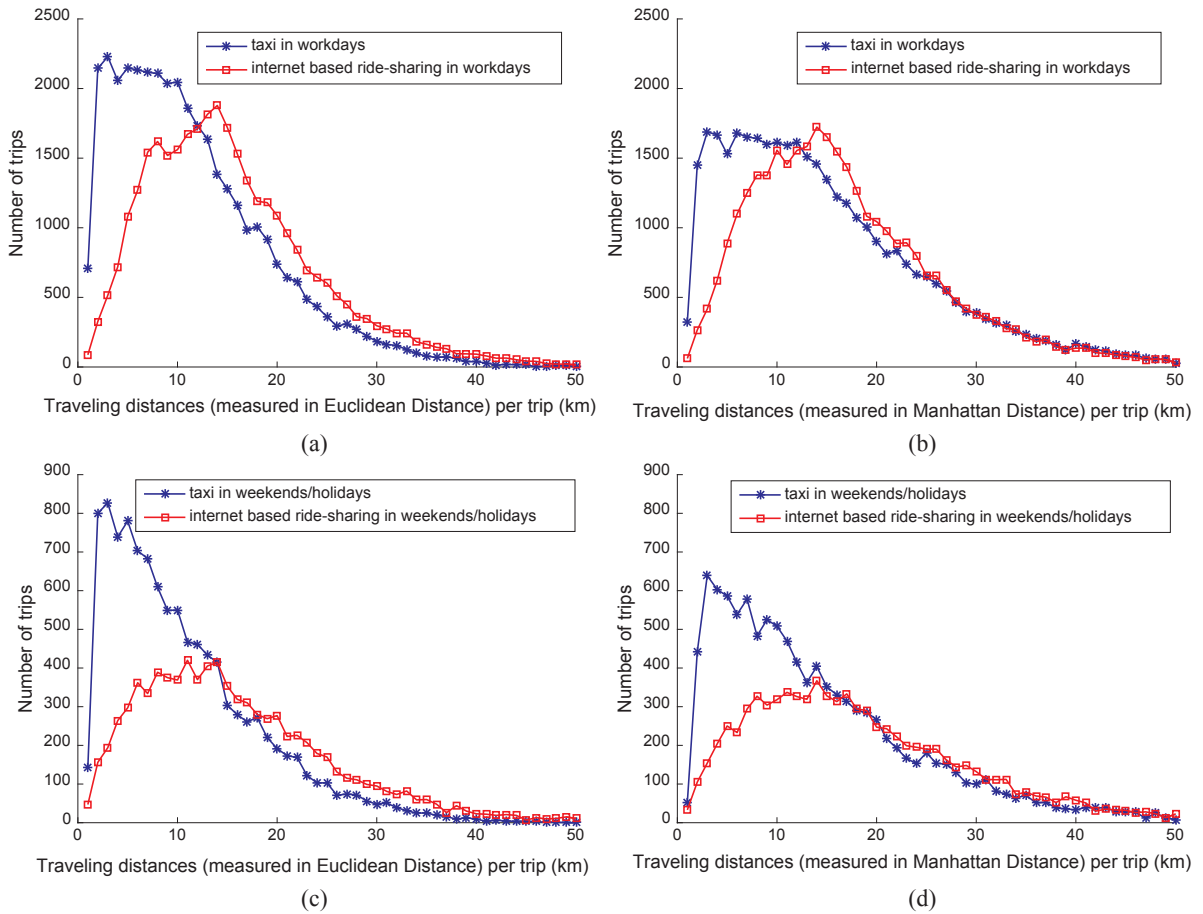 2500
2000
1500
1000
500
0
Number of trips
taxi in workdays
internet based ride-sharing in workdays
0 10 20 30 40 50
Traveling distances (measured in Euclidean Distance) per trip (km)
(a)
2500
2000
1500
1000
500
0
Number of trips
taxi in workdays
internet based ride-sharing in workdays
0 10 20 30 40 50
Traveling distances (measured in Manhattan Distance) per trip (km)
(b)
900
800
700
600
500
400
300
200
100
0
Number of trips
taxi in weekends/holidays
internet based ride-sharing in weekends/holidays
0 10 20 30 40 50
Traveling distances (measured in Euclidean Distance) per trip (km)
(c)
900
800
700
600
500
400
300
200
100
0
Number of trips
taxi in weekends/holidays
internet based ride-sharing in weekends/holidays
0 10 20 30 40 50
Traveling distances (measured in Manhattan Distance) per trip (km)
(d)